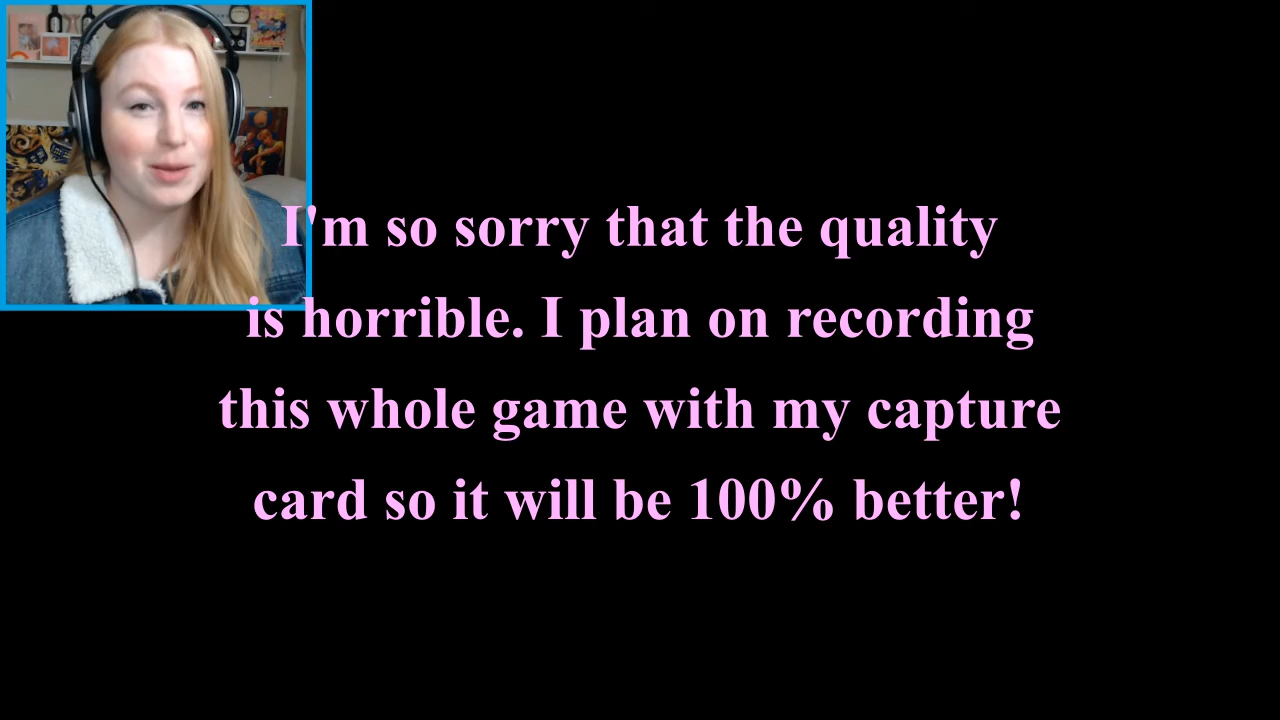 I'm so sorry that the quality
is horrible. I plan on recording
this whole game with my capture
card so it will be 100% better!